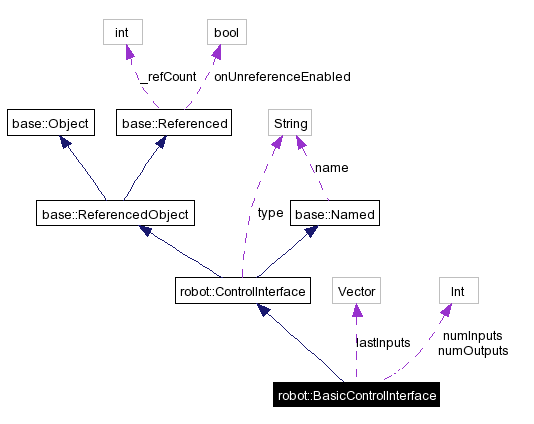 int
bool
_refCount
onUnreferenceEnabled
base::Object
base::Referenced
String
name
base::ReferencedObject
type
base::Named
robot::ControlInterface
Vector
Int
lastInputs
numInputs
numOutputs
robot::BasicControlInterface